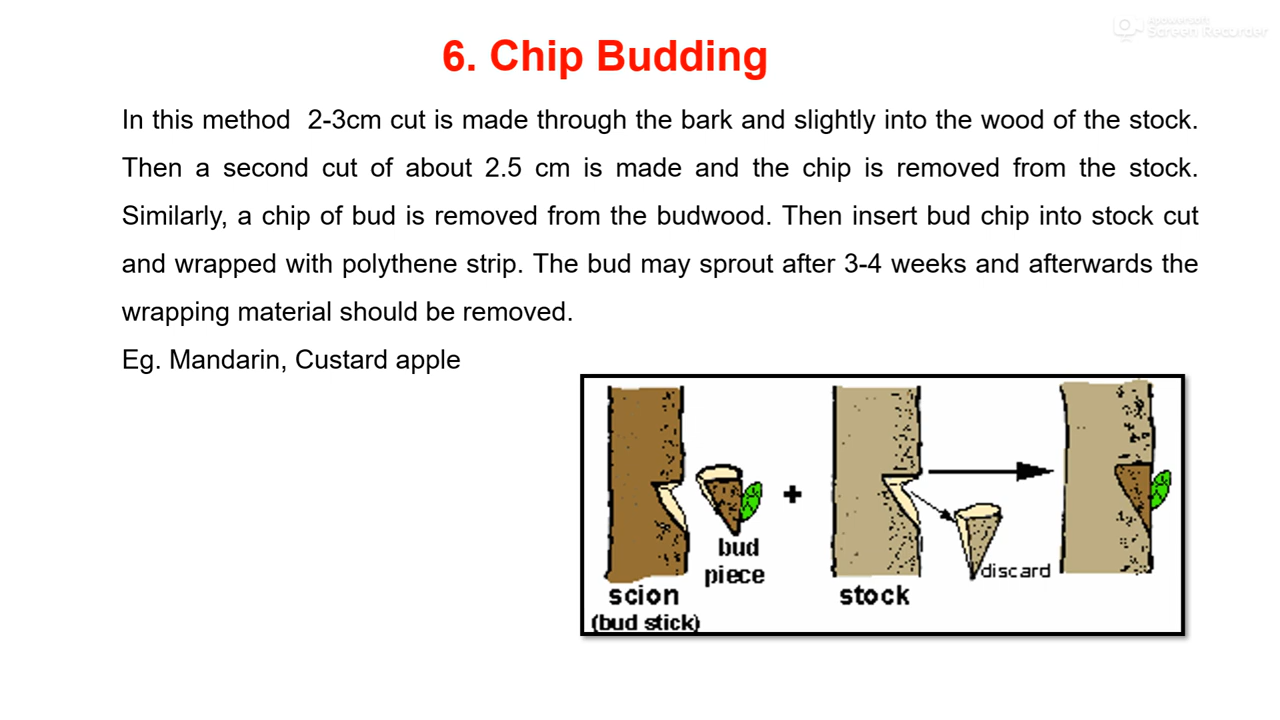 Apowersoft
Screen Recorder
6. Chip Budding
In this method 2-3cm cut is made through the bark and slightly into the wood of the stock.
Then a second cut of about 2.5 cm is made and the chip is removed from the stock.
Similarly, a chip of bud is removed from the budwood. Then insert bud chip into stock cut
and wrapped with polythene strip. The bud may sprout after 3-4 weeks and afterwards the
wrapping material should be removed.
Eg. Mandarin, Custard apple
bud
piece
+
discard
scion
(bud stick)
stock